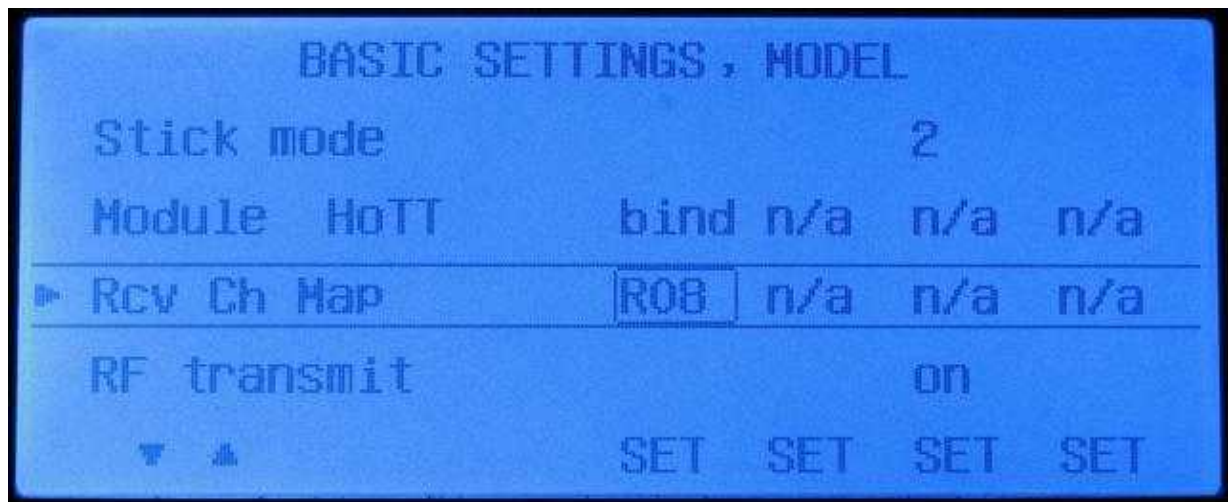 BASIC SETTINGS, MODEL
Stick mode 2
Module HoTT bind n/a n/a n/a
Rcv Ch Map R08 n/a n/a n/a
RF transmit on
SET SET SET SET